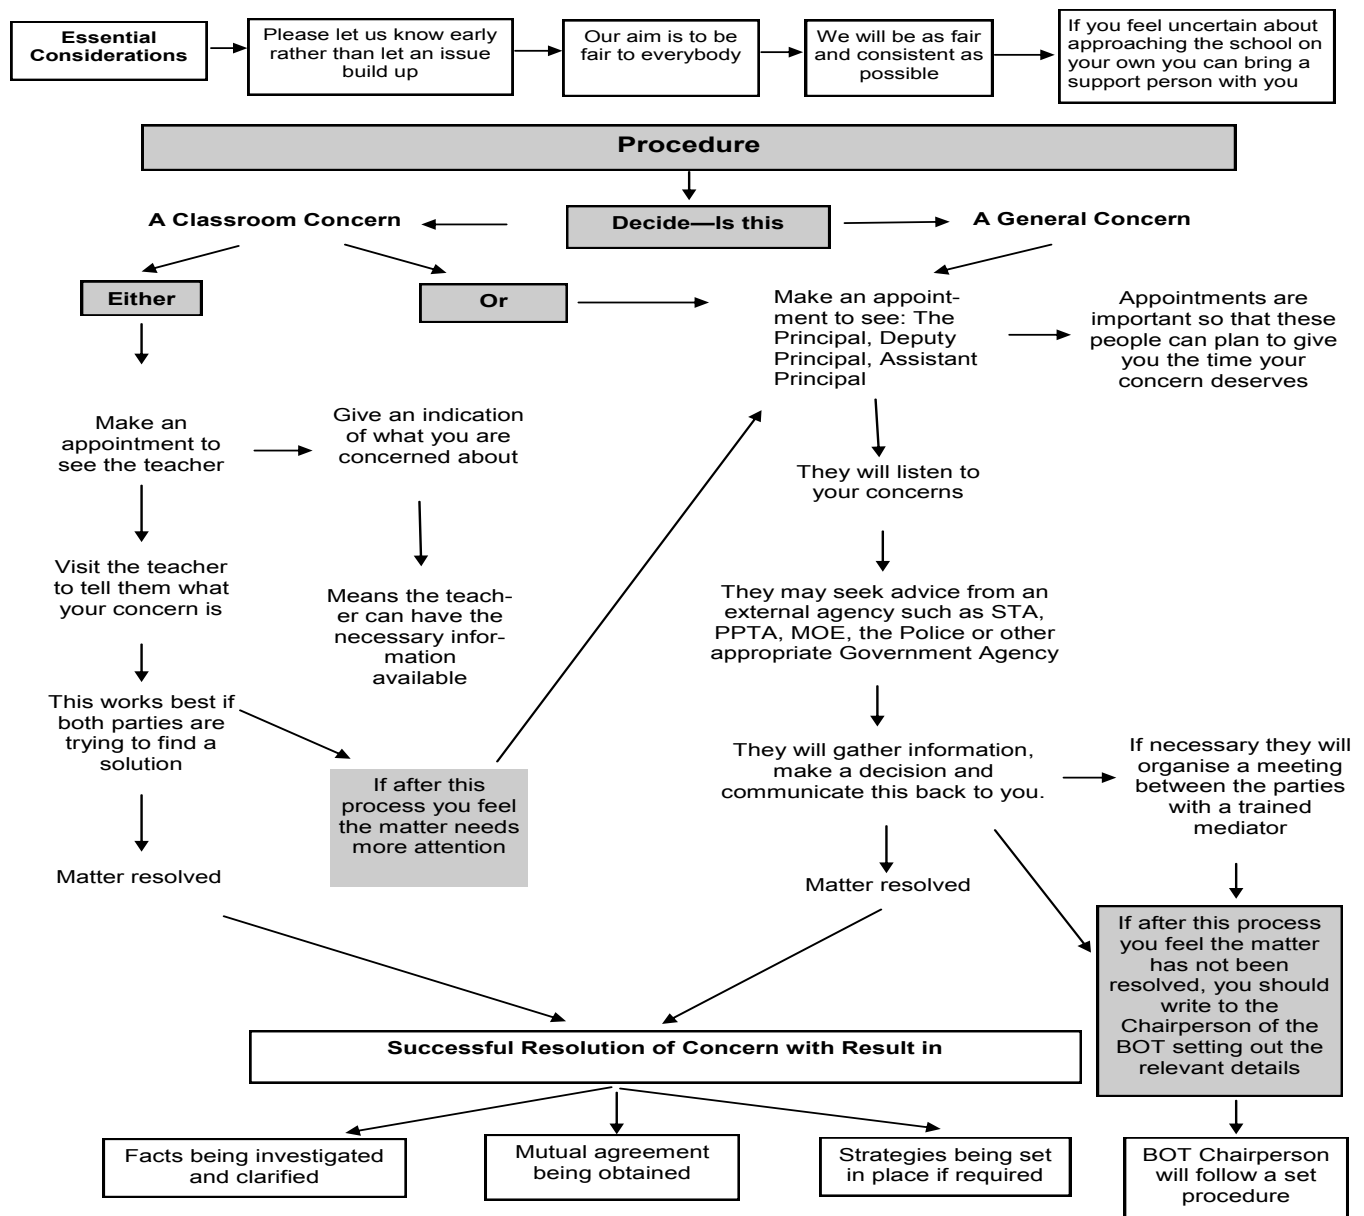 Essential
Considerations
Please let us know early
rather than let an issue
build up
Our aim is to be
fair to everybody
We will be as fair
and consistent as
possible
If you feel uncertain about
approaching the school on
your own you can bring a
support person with you
Procedure
A Classroom Concern
Decide—Is this
A General Concern
Either
Or
Make an appoint-
ment to see: The
Principal, Deputy
Principal, Assistant
Principal
Appointments are
important so that these
people can plan to give
you the time your
concern deserves
Make an
appointment to
see the teacher
Give an indication
of what you are
concerned about
They will listen to
your concerns
Visit the teacher
to tell them what
your concern is
Means the teach-
er can have the
necessary infor-
mation
available
They may seek advice from an
external agency such as STA,
PPTA, MOE, the Police or other
appropriate Government Agency
This works best if
both parties are
trying to find a
solution
If after this
process you feel
the matter needs
more attention
They will gather information,
make a decision and
communicate this back to you.
If necessary they will
organise a meeting
between the parties
with a trained
mediator
Matter resolved
Matter resolved
If after this process
you feel the matter
has not been
resolved, you should
write to the
Chairperson of the
BOT setting out the
relevant details
Successful Resolution of Concern with Result in
Facts being investigated
and clarified
Mutual agreement
being obtained
Strategies being set
in place if required
BOT Chairperson
will follow a set
procedure